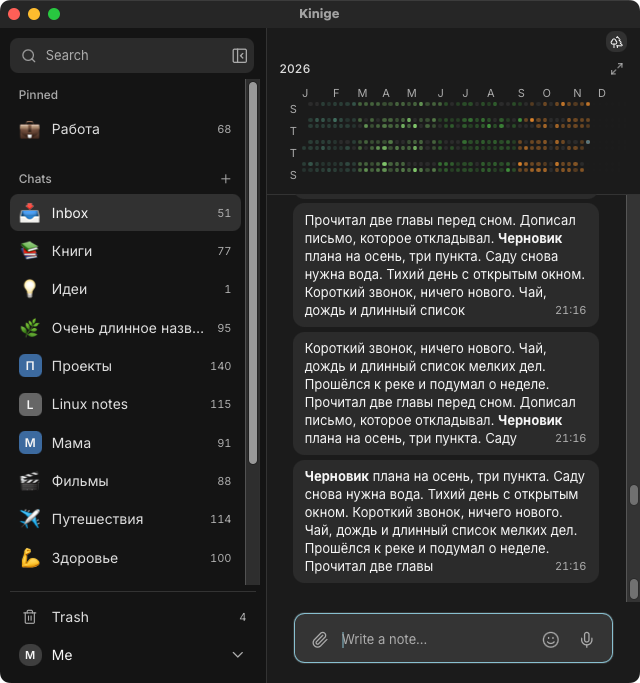 Kinige
Search
Pinned
Работа 68
Chats
Inbox 51
Книги 77
Идеи 1
Очень длинное назв... 95
П Проекты 140
L Linux notes 115
М Мама 91
Фильмы 88
Путешествия 114
Здоровье 100
Trash 4
M Me
2026
J F M A M J J A S O N D
S
T
T
S
Прочитал две главы перед сном. Дописал
письмо, которое откладывал. Черновик
плана на осень, три пункта. Саду снова
нужна вода. Тихий день с открытым окном.
Короткий звонок, ничего нового. Чай,
дождь и длинный список 21:16
Короткий звонок, ничего нового. Чай,
дождь и длинный список мелких дел.
Прошёлся к реке и подумал о неделе.
Прочитал две главы перед сном. Дописал
письмо, которое откладывал. Черновик
плана на осень, три пункта. Саду 21:16
Черновик плана на осень, три пункта. Саду
снова нужна вода. Тихий день с открытым
окном. Короткий звонок, ничего нового.
Чай, дождь и длинный список мелких дел.
Прошёлся к реке и подумал о неделе.
Прочитал две главы 21:16
Write a note...